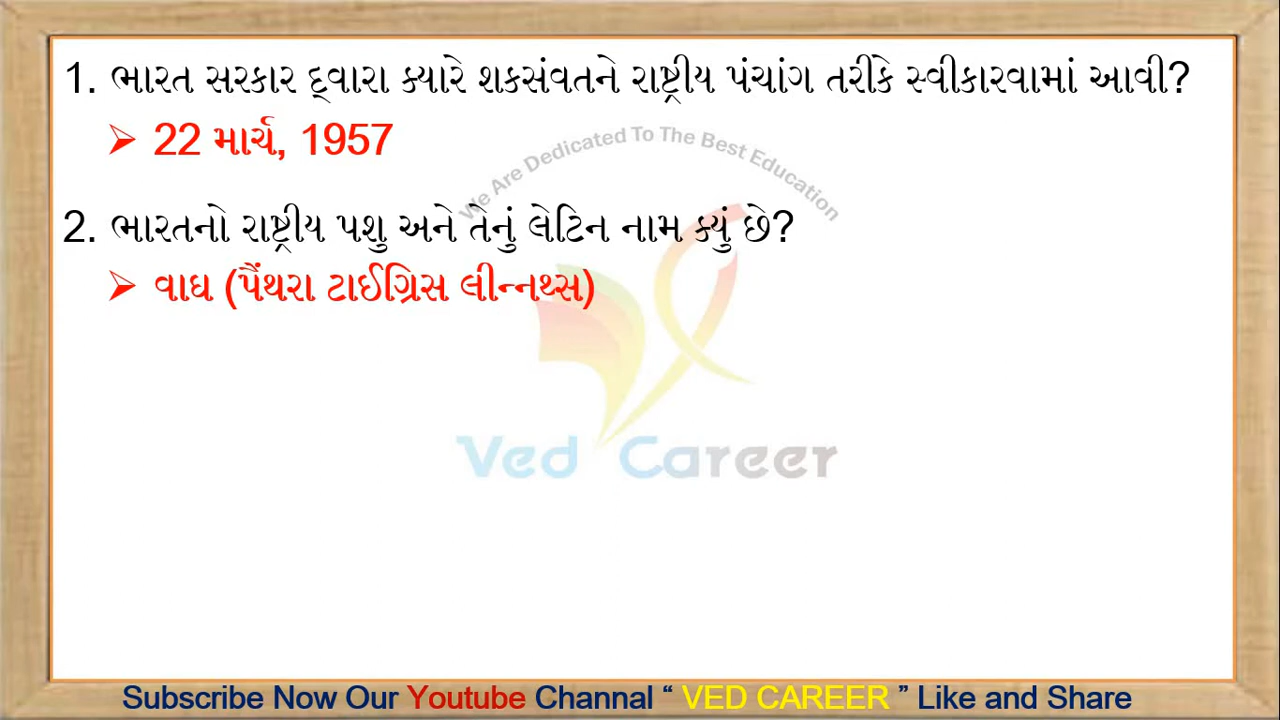 1. ભારત સરકાર દ્વારા ક્યારે શકસંવતને રાષ્ટ્રીય પંચાંગ તરીકે સ્વીકારવામાં આવી?
➢ 22 માર્ચ, 1957
We Are Dedicated To The Best Education
2. ભારતનો રાષ્ટ્રીય પશુ અને તેનું લેટિન નામ ક્યું છે?
➢ વાઘ (પૈંથરા ટાઈગ્રિસ લીન્નથ્સ)
Ved Career
Subscribe Now Our Youtube Channal “ VED CAREER ” Like and Share